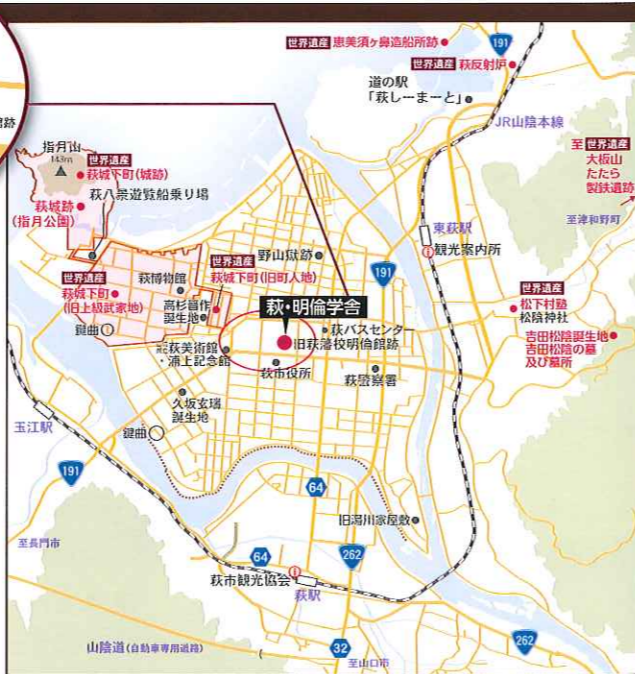 世界遺産 恵美須ヶ鼻造船所跡
191
世界遺産 萩反射炉
道の駅
「萩しーまーと」
JR山陰本線
跡
指月山
143m
世界遺産
萩城下町(城跡)
萩八景遊覧船乗り場
萩城跡
(指月公園)
至 世界遺産
大板山
たたら
製鉄遺跡
至津和野町
東萩駅
観光案内所
野山獄跡
191
世界遺産
萩城下町(旧町人地)
萩博物館
世界遺産
萩城下町
(旧上級武家地)
高杉晋作
誕生地
鍵曲
萩・明倫学舎
萩バスセンター
旧萩藩校明倫館跡
世界遺産
松下村塾
松陰神社
吉田松陰誕生地
吉田松陰の墓
及び墓所
萩美術館
・浦上記念館
萩市役所
萩警察署
久坂玄瑞
誕生地
鍵曲
玉江駅
191
至長門市
64
旧湯川家屋敷
262
64
萩市観光協会
萩駅
山陰道(自動車専用道路)
32
至山口市
262